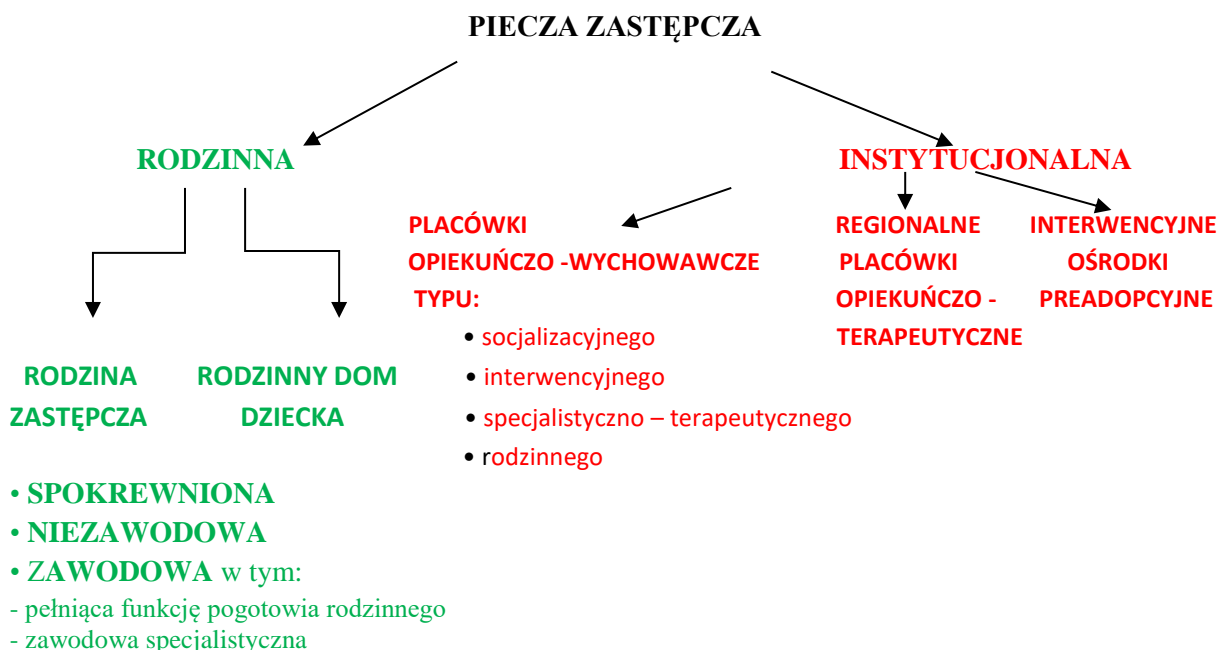 PIECZA ZASTĘPCZA
RODZINNA
INSTYTUCJONALNA
RODZINA
ZASTĘPCZA
RODZINNY DOM
DZIECKA
• SPOKREWNIONA
• NIEZAWODOWA
• ZAWODOWA w tym:
- pełniąca funkcję pogotowia rodzinnego
- zawodowa specjalistyczna
PLACÓWKI
OPIEKUŃCZO -WYCHOWAWCZE
TYPU:
• socjalizacyjnego
• interwencyjnego
• specjalistyczno – terapeutycznego
• rodzinnego
REGIONALNE
PLACÓWKI
OPIEKUŃCZO -
TERAPEUTYCZNE
INTERWENCYJNE
OŚRODKI
PREADOPCYJNE